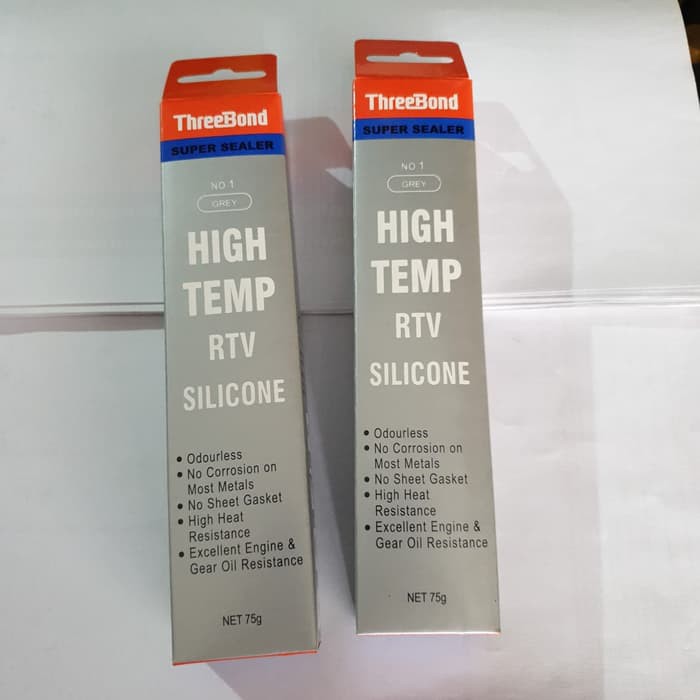 ThreeBond
SUPER SEALER
NO.1
GREY
HIGH
TEMP
RTV
SILICONE
• Odourless
• No Corrosion on
Most Metals
• No Sheet Gasket
• High Heat
Resistance
• Excellent Engine &
Gear Oil Resistance
NET 75g
ThreeBond
SUPER SEALER
NO.1
GREY
HIGH
TEMP
RTV
SILICONE
• Odourless
• No Corrosion on
Most Metals
• No Sheet Gasket
• High Heat
Resistance
• Excellent Engine &
Gear Oil Resistance
NET 75g